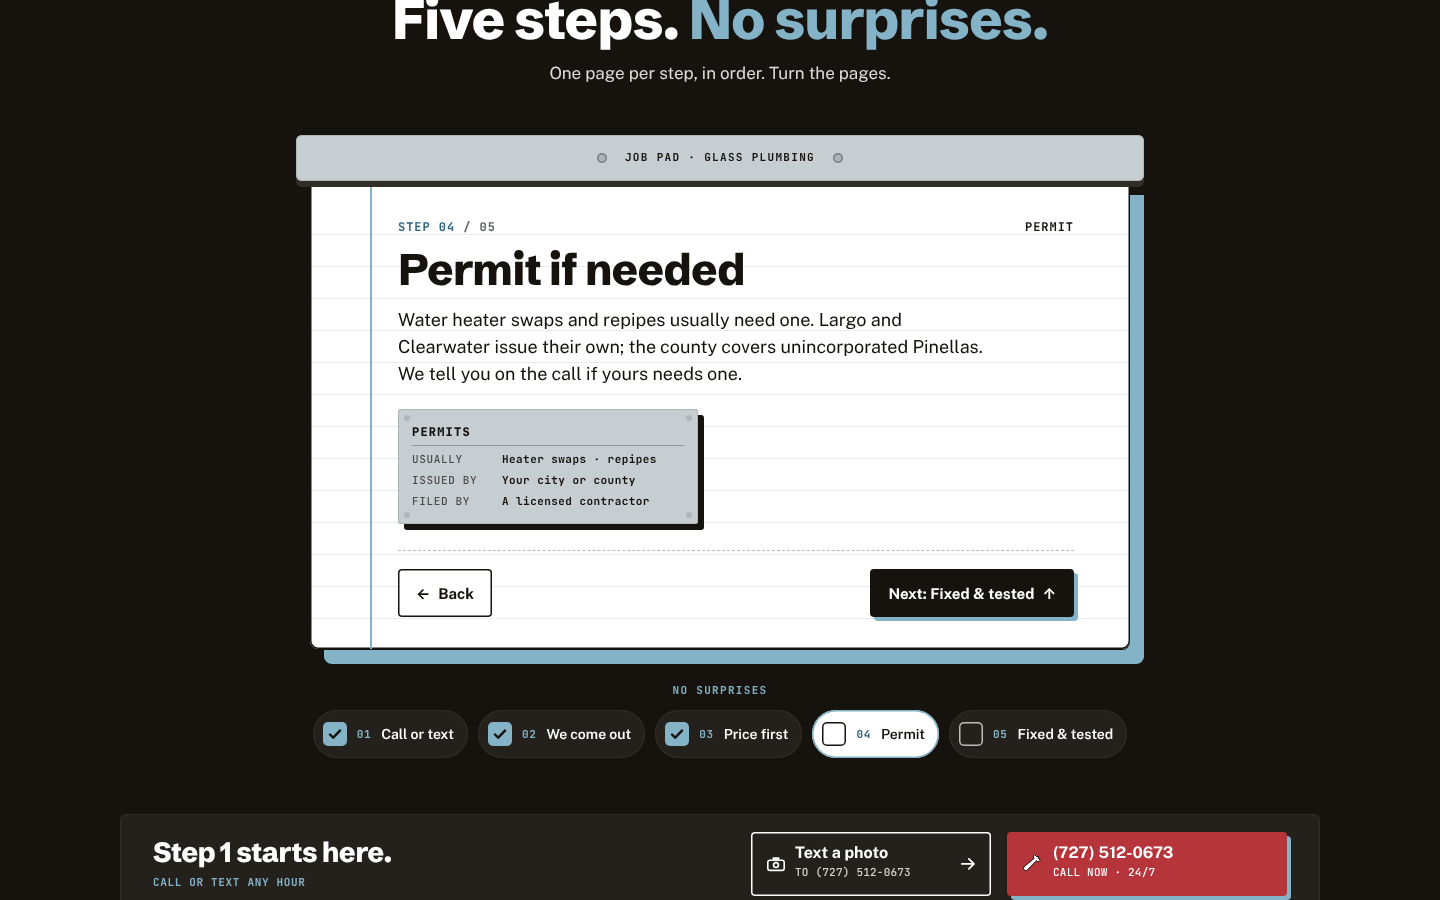 Five steps. No surprises.
One page per step, in order. Turn the pages.
JOB PAD · GLASS PLUMBING
STEP 04 / 05
PERMIT
Permit if needed
Water heater swaps and repipes usually need one. Largo and
Clearwater issue their own; the county covers unincorporated Pinellas.
We tell you on the call if yours needs one.
PERMITS
USUALLY Heater swaps · repipes
ISSUED BY Your city or county
FILED BY A licensed contractor
← Back
Next: Fixed & tested ↑
NO SURPRISES
01 Call or text
02 We come out
03 Price first
04 Permit
05 Fixed & tested
Step 1 starts here.
CALL OR TEXT ANY HOUR
Text a photo →
TO (727) 512-0673
(727) 512-0673
CALL NOW · 24/7